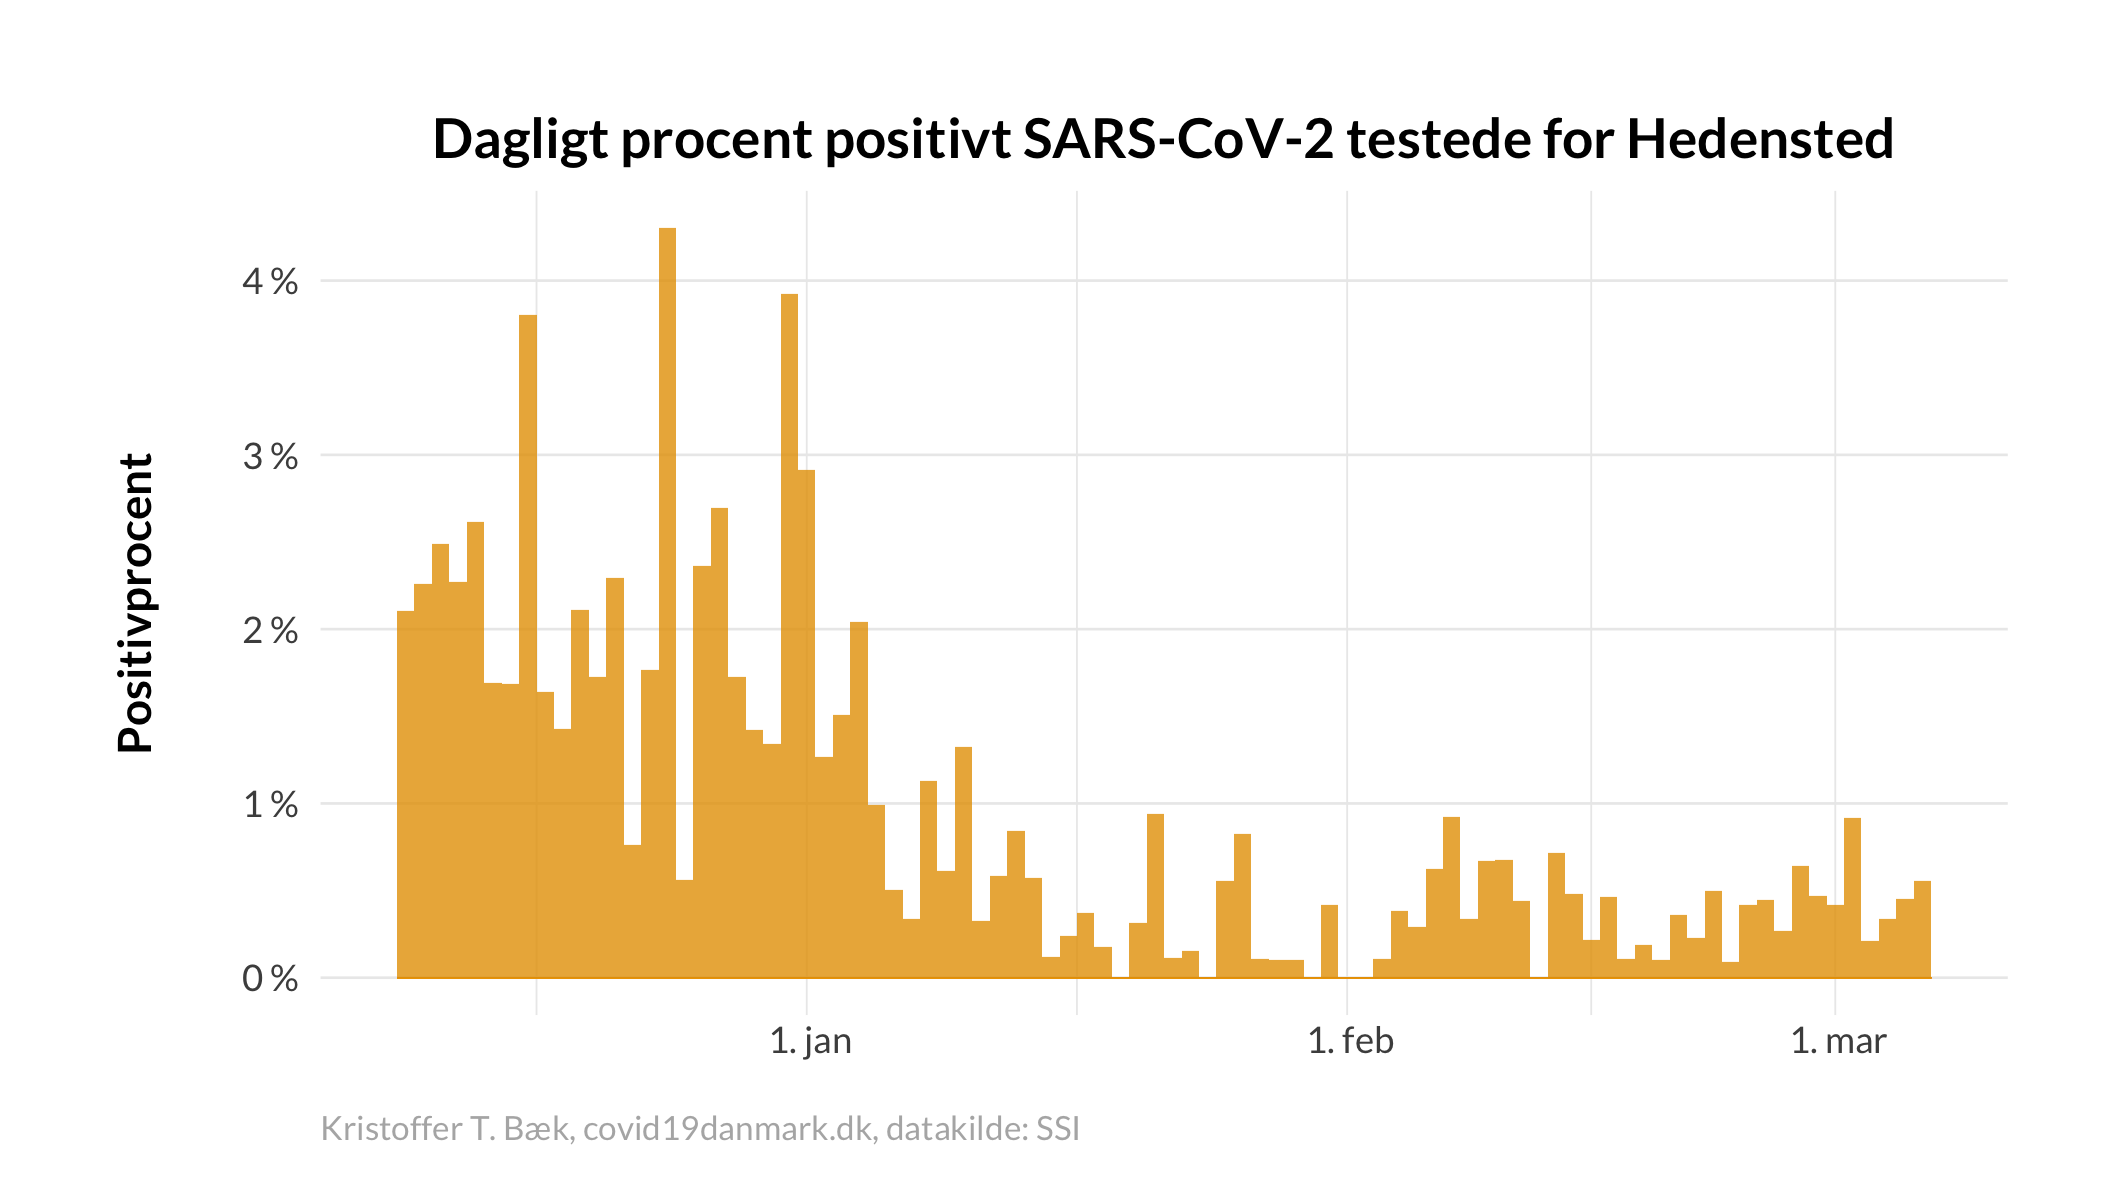 Dagligt procent positivt SARS-CoV-2 testede for Hedensted
Positivprocent
4 %
3 %
2 %
1 %
0 %
1. jan
1. feb
1. mar
Kristoffer T. Bæk, covid19danmark.dk, datakilde: SSI